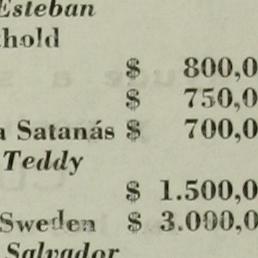 Esteban
hold
$ 800,0
$ 750,0
a Satanás $ 700,0
Teddy
$ 1.500,0
Sweden $ 3.000,0
Salvador